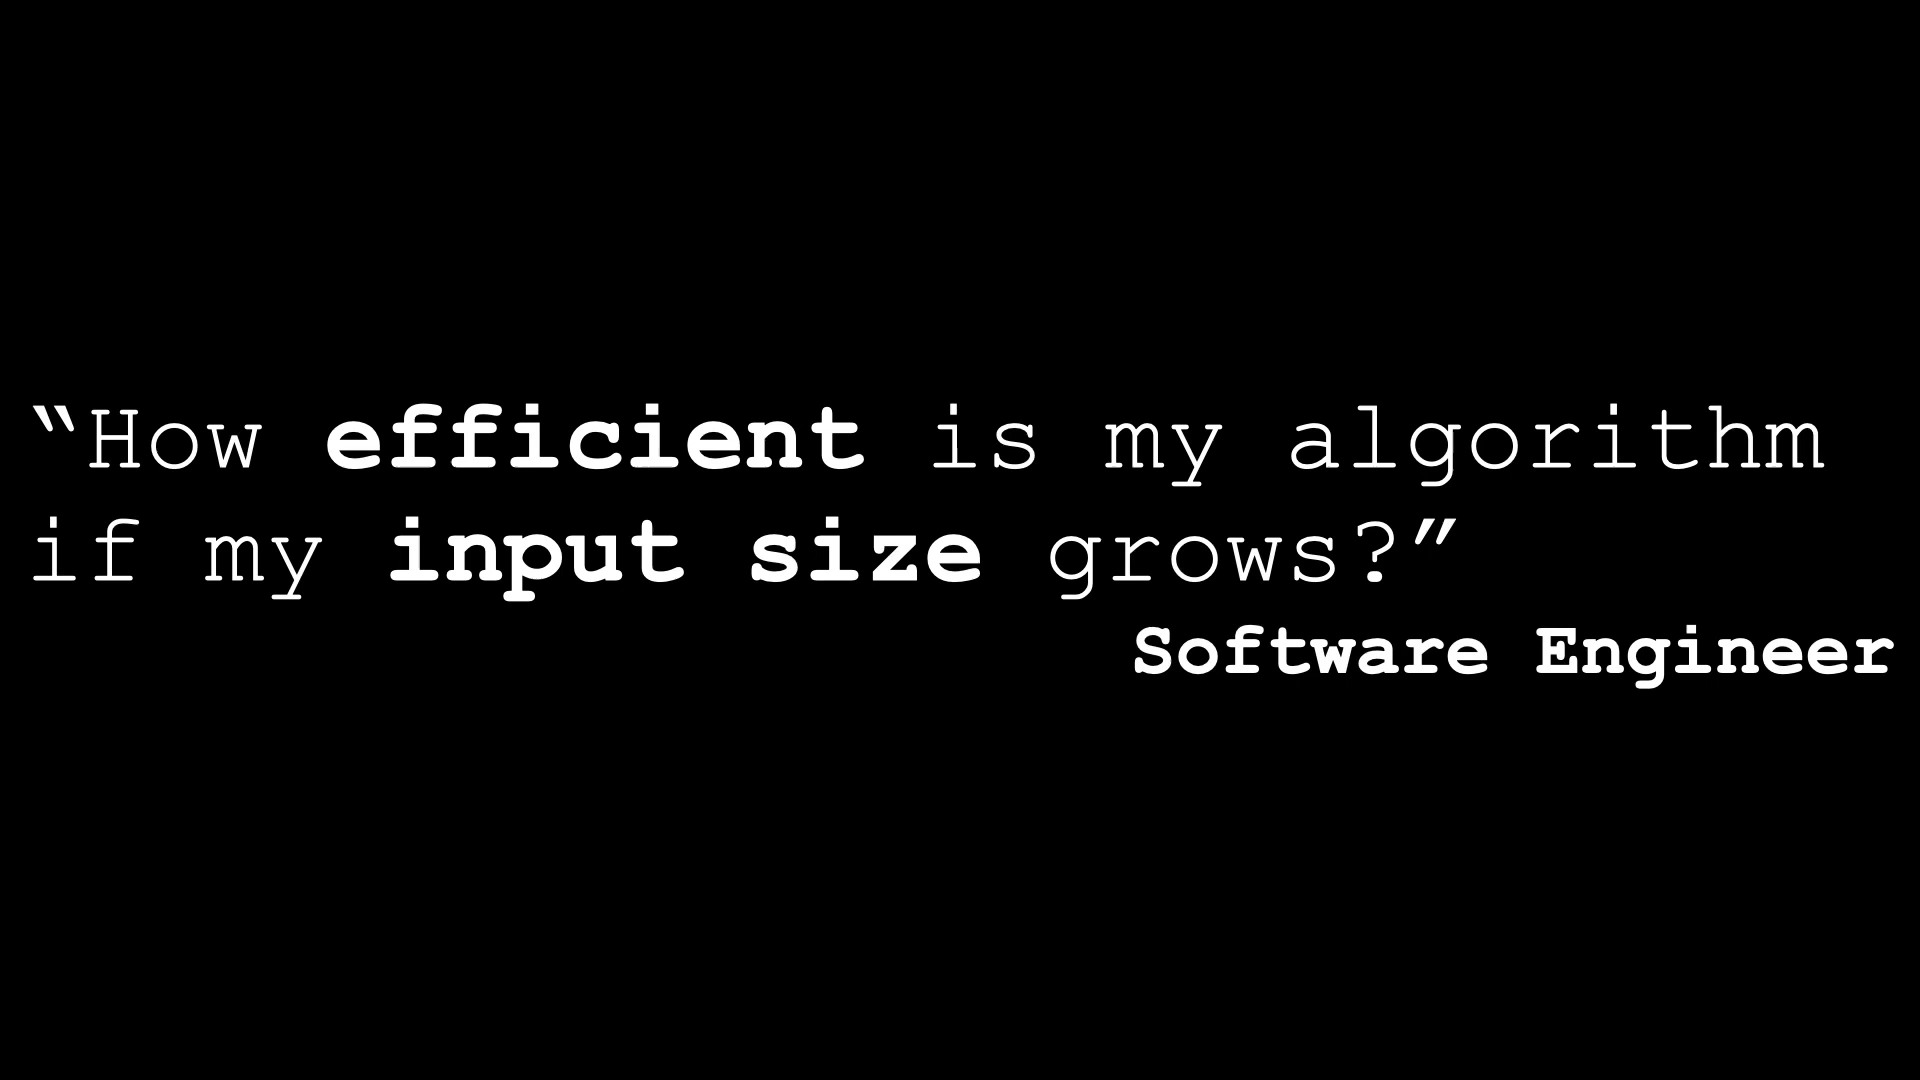 “How efficient is my algorithm
if my input size grows?”
Software Engineer